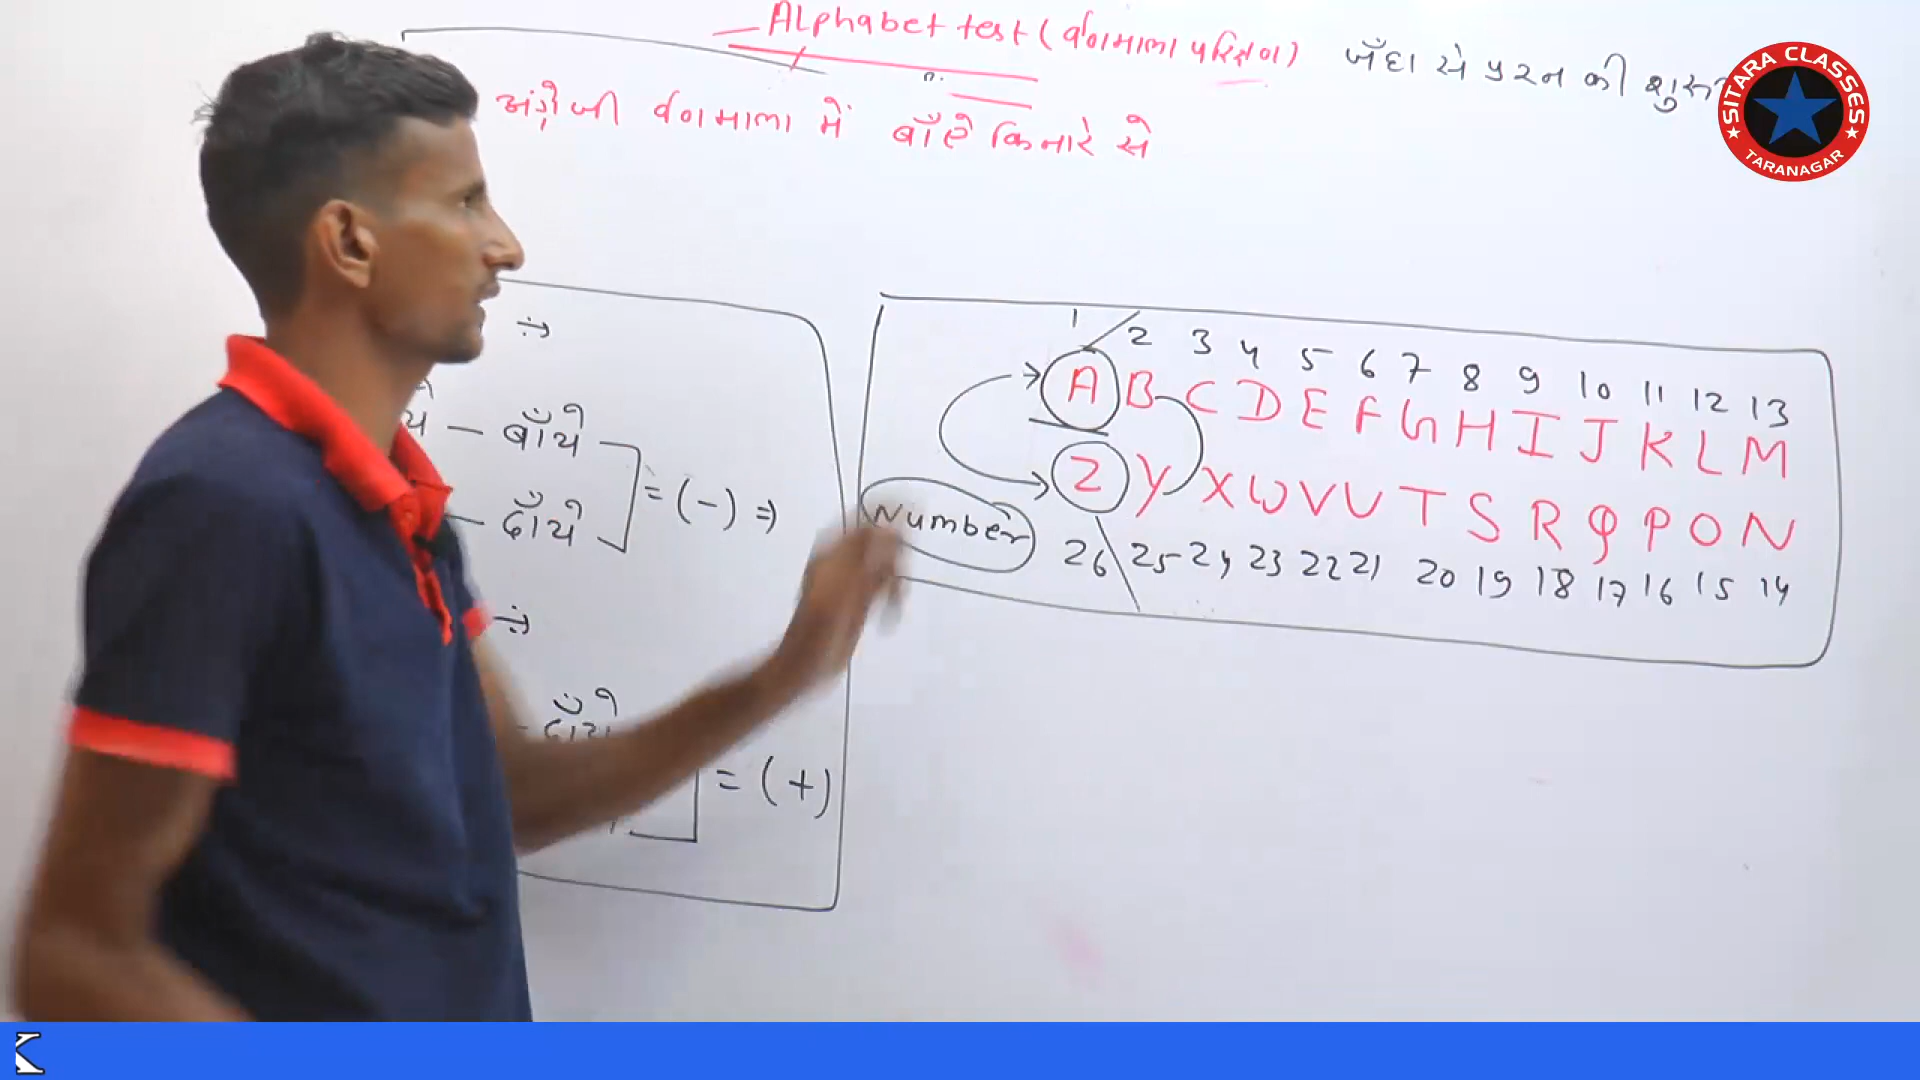 Alphabet test (वर्णमाला परिक्षण) जँहा से प्रश्न की शुरू
SITARA CLASSES
TARANAGAR
अंग्रेजी वर्णमाला में बाँऐ किनारे से
1 2 3 4 5 6 7 8 9 10 11 12 13
A B C D E F G H I J K L M
Z Y X W V U T S R Q P O N
Number
26 25 24 23 22 21 20 19 18 17 16 15 14
— बाँये
— दाँये
= (-) ⇒
- दाँये
= (+)